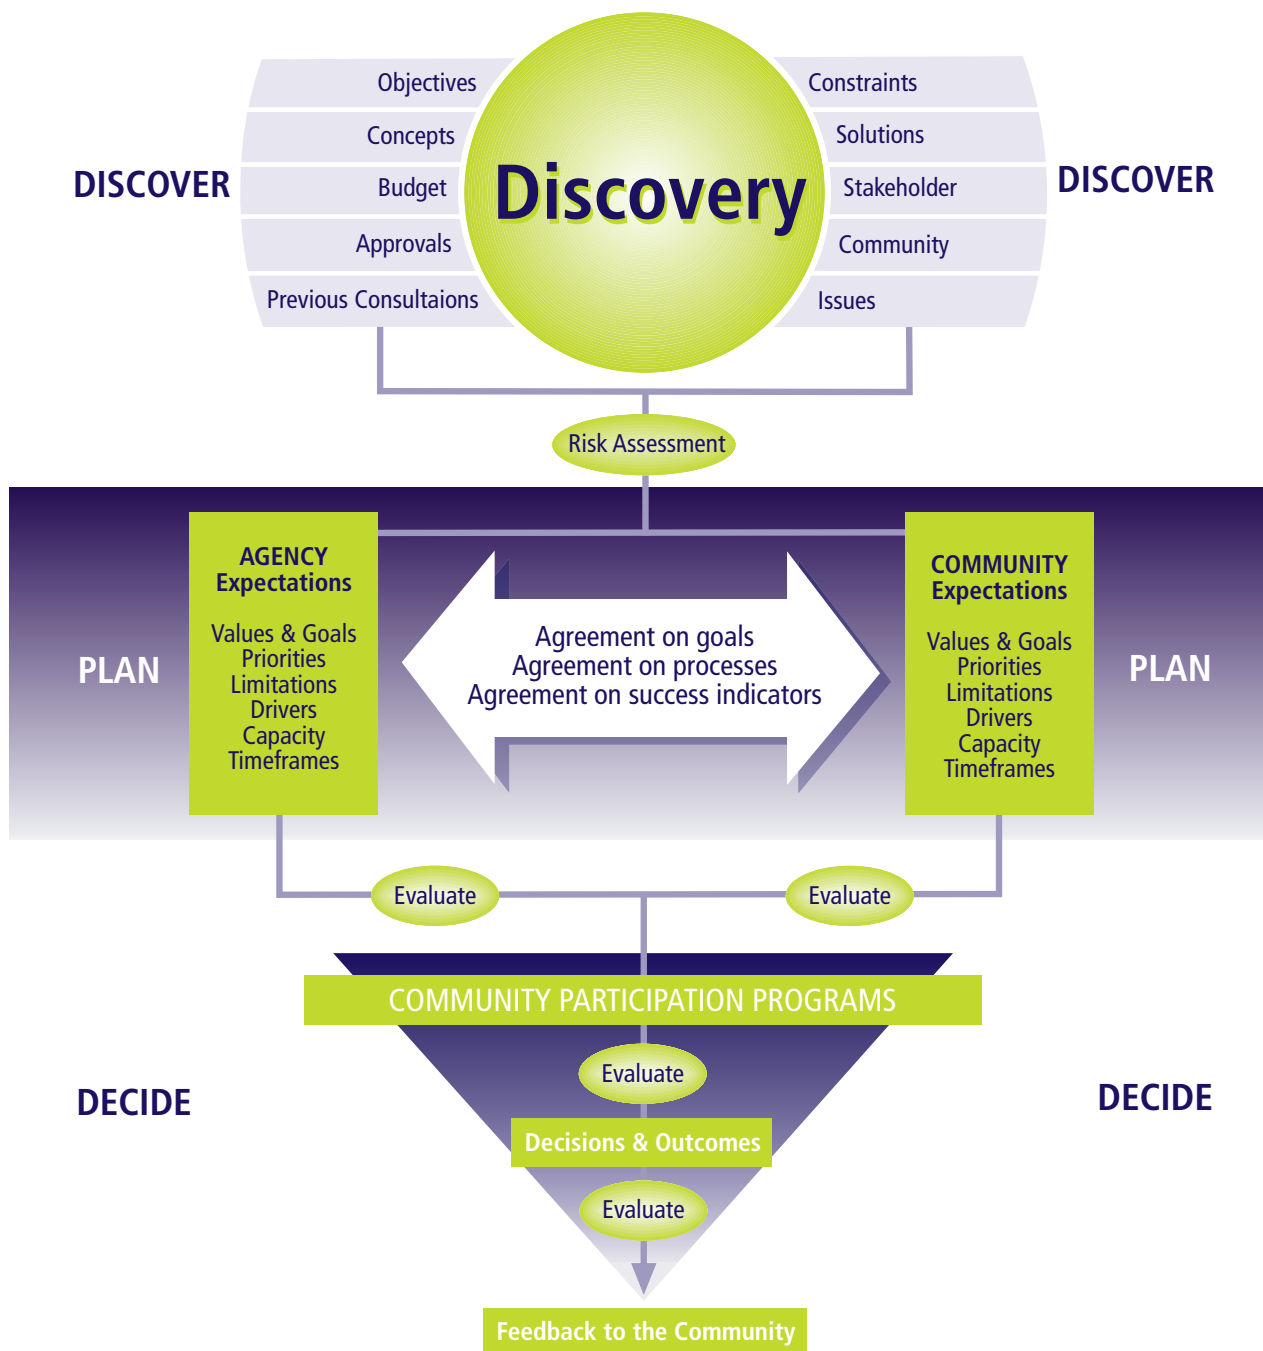 DISCOVER
Objectives
Concepts
Budget
Approvals
Previous Consultaions
Discovery
Constraints
Solutions
Stakeholder
Community
Issues
DISCOVER
Risk Assessment
PLAN
AGENCY
Expectations
Values & Goals
Priorities
Limitations
Drivers
Capacity
Timeframes
Agreement on goals
Agreement on processes
Agreement on success indicators
COMMUNITY
Expectations
Values & Goals
Priorities
Limitations
Drivers
Capacity
Timeframes
PLAN
Evaluate
Evaluate
COMMUNITY PARTICIPATION PROGRAMS
DECIDE
Evaluate
Decisions & Outcomes
Evaluate
DECIDE
Feedback to the Community